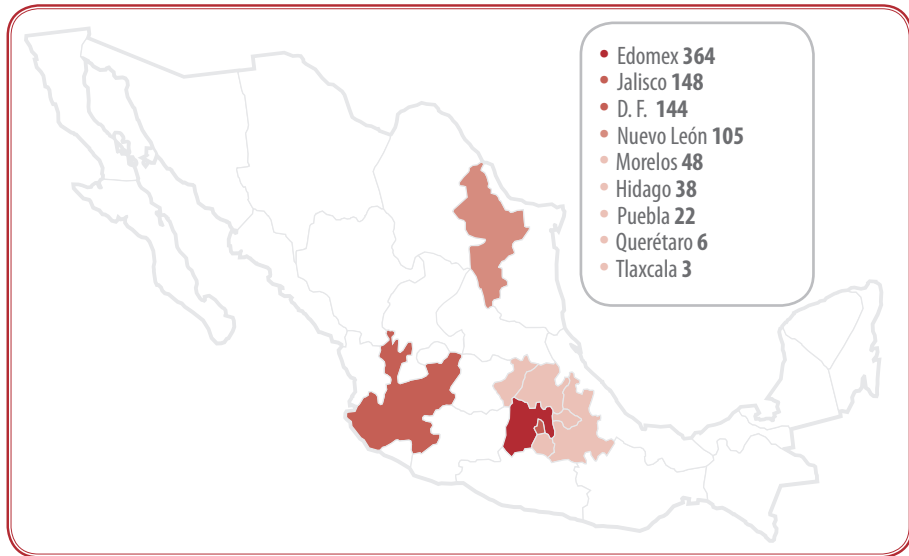 • Edomex 364
• Jalisco 148
• D. F. 144
• Nuevo León 105
• Morelos 48
• Hidago 38
• Puebla 22
• Querétaro 6
• Tlaxcala 3